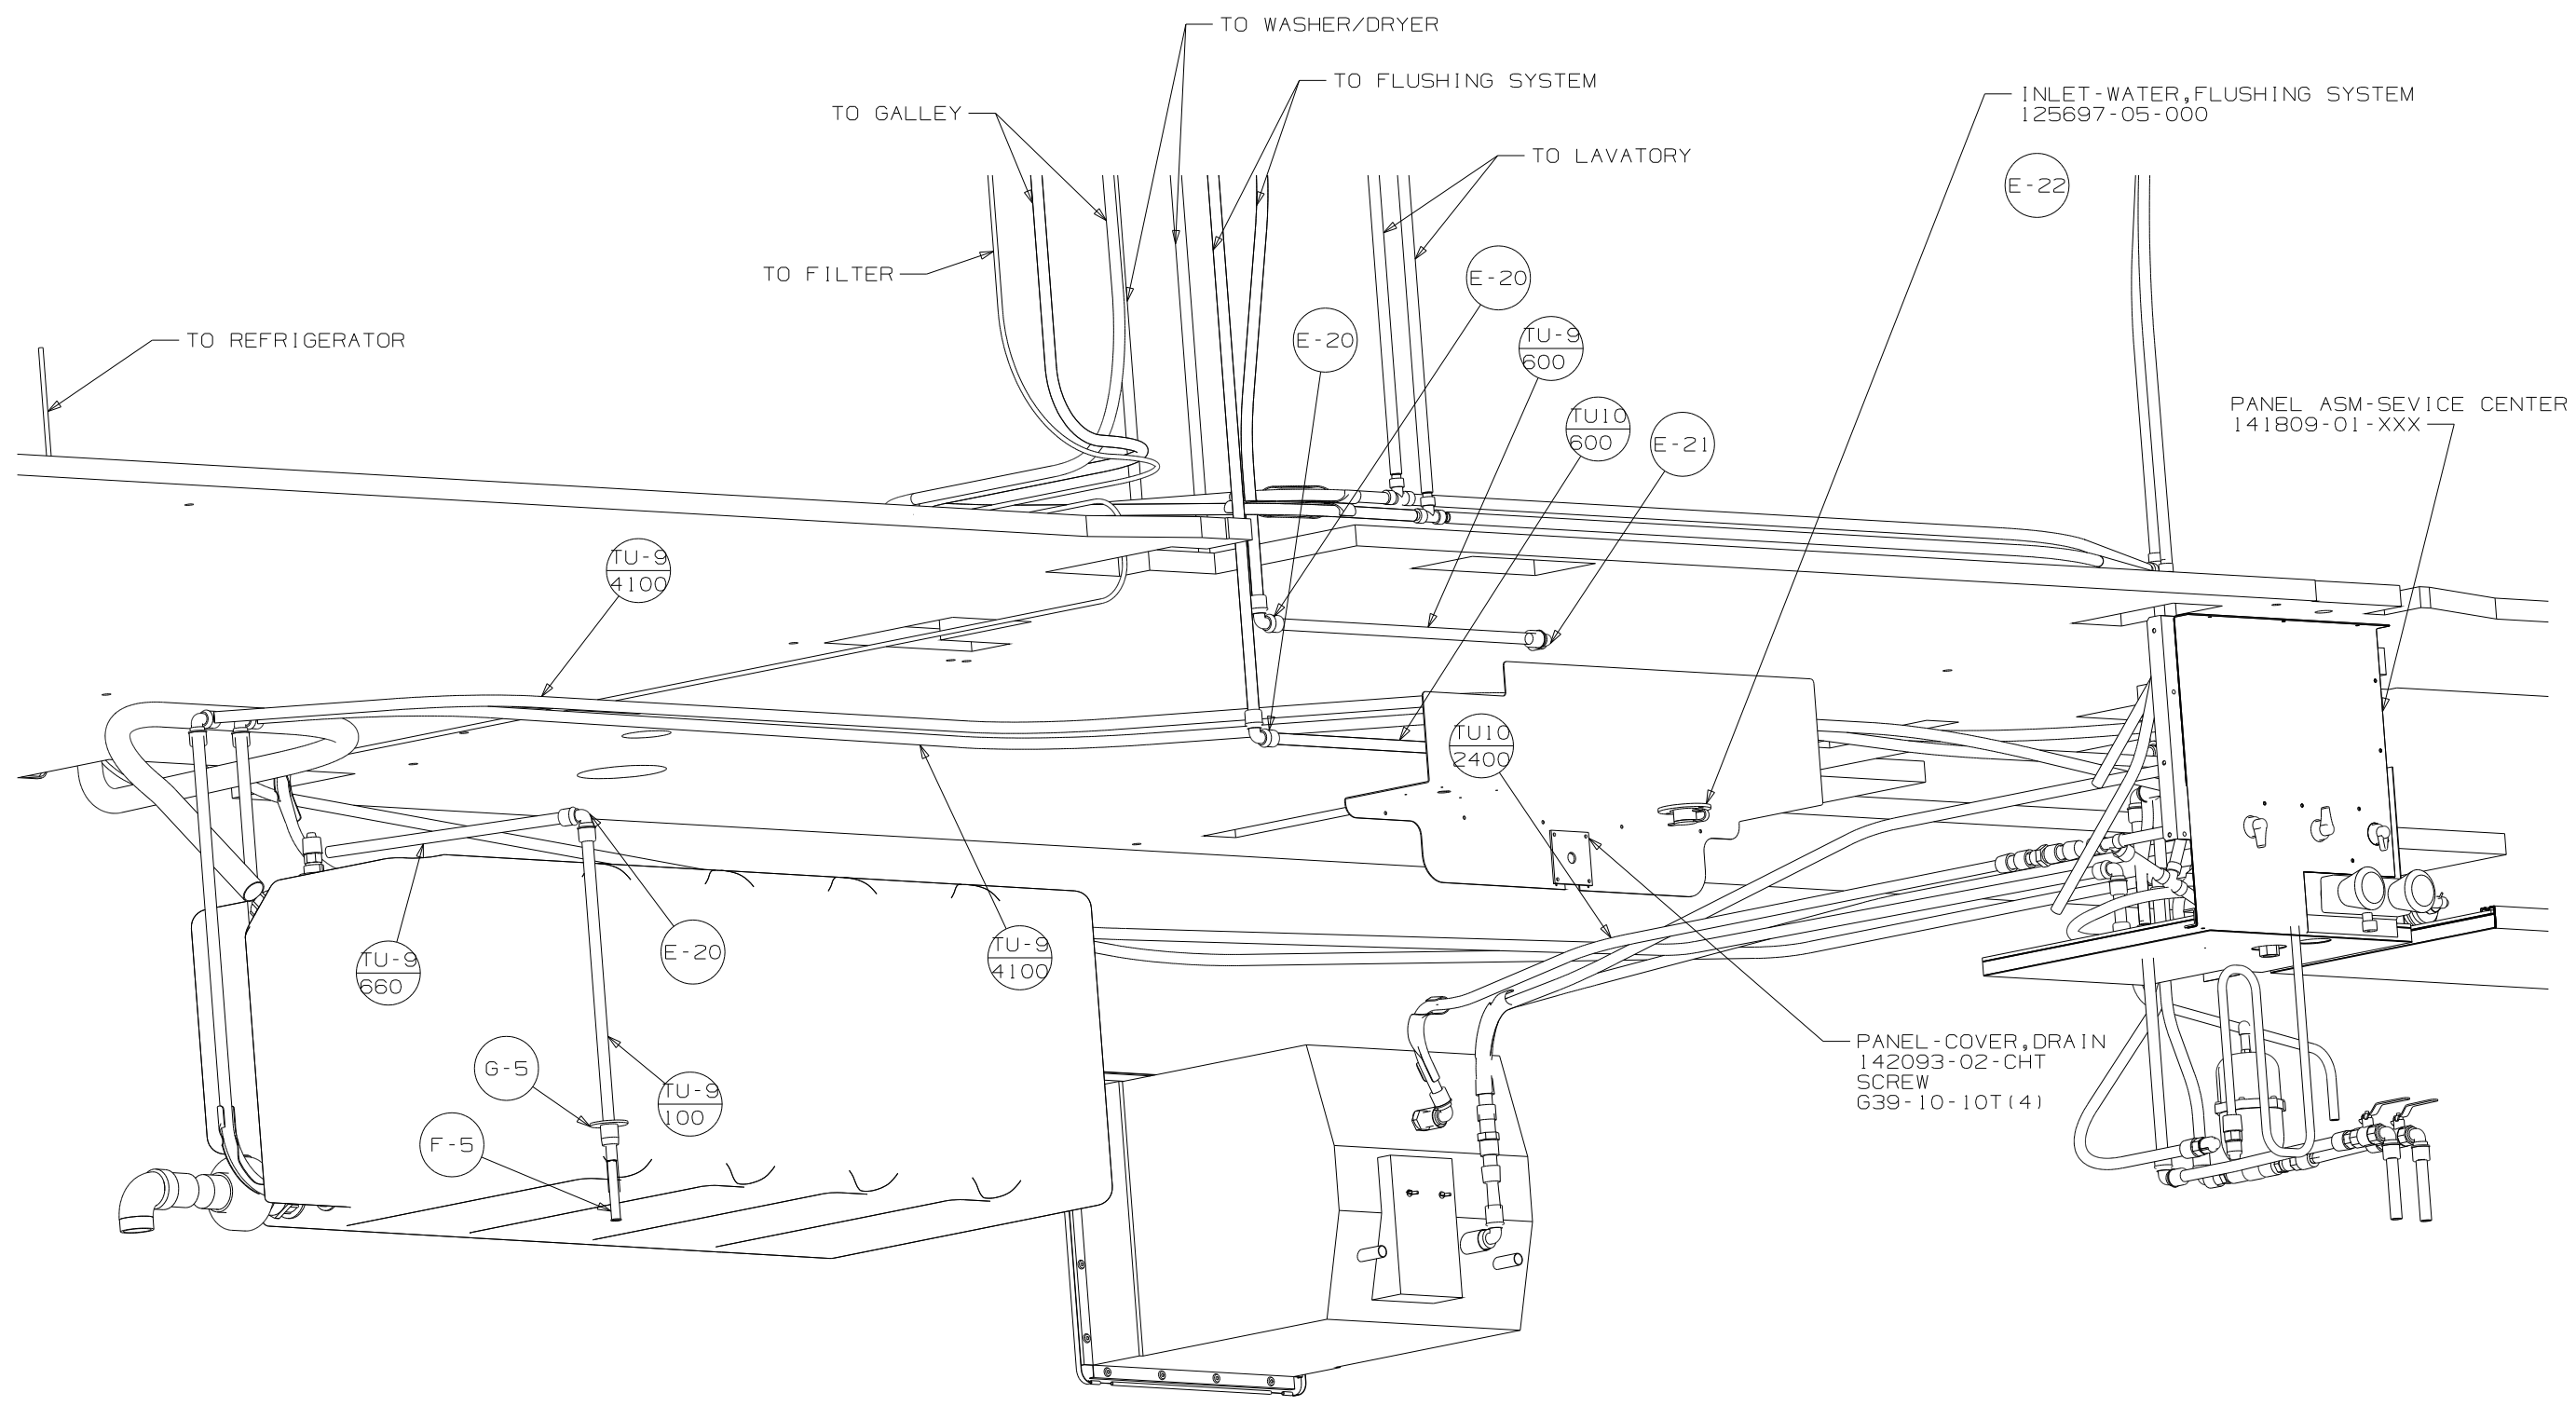 TO WASHER/DRYER
TO FLUSHING SYSTEM
TO GALLEY
INLET-WATER,FLUSHING SYSTEM
125697-05-000
TO LAVATORY
E-22
TO FILTER
E-20
E-20
TU-9
600
TO REFRIGERATOR
TU10
600
E-21
PANEL ASM-SEVICE CENTER
141809-01-XXX
TU-9
4100
TU10
2400
TU-9
660
E-20
TU-9
4100
G-5
TU-9
100
F-5
PANEL-COVER,DRAIN
142093-02-CHT
SCREW
G39-10-10T(4)